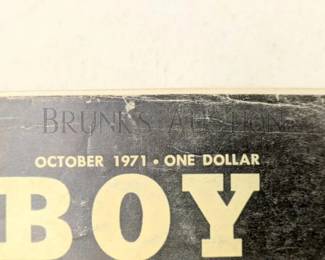 BRUNK'S AUCTIONS
OCTOBER 1971 • ONE DOLLAR
BOY